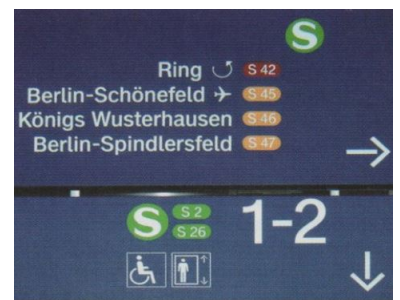 S
Ring S 42
Berlin-Schönefeld S 45
Königs Wusterhausen S 46
Berlin-Spindlersfeld S 47
S S 2 1-2
S 26